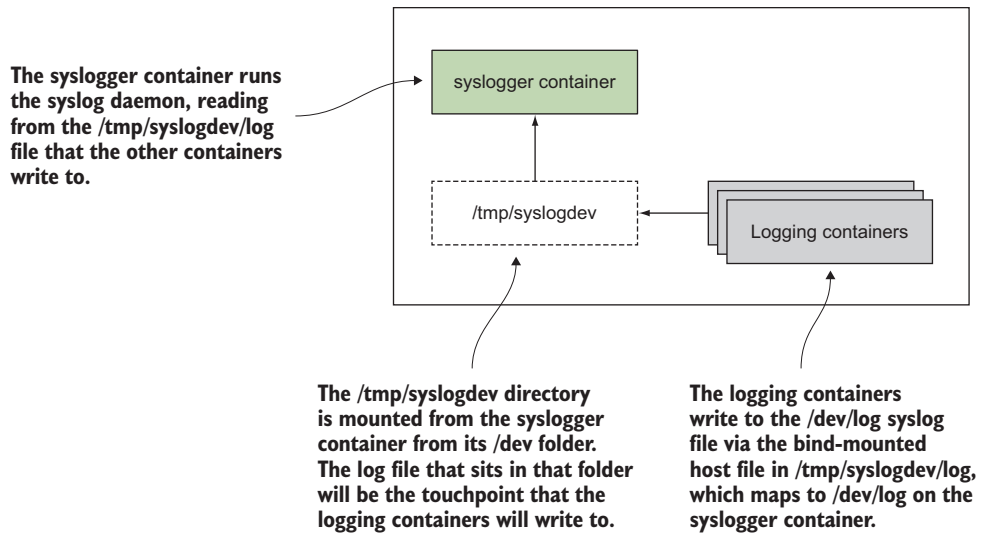 The syslogger container runs
the syslog daemon, reading
from the /tmp/syslogdev/log
file that the other containers
write to.
syslogger container
/tmp/syslogdev
Logging containers
The /tmp/syslogdev directory
is mounted from the syslogger
container from its /dev folder.
The log file that sits in that folder
will be the touchpoint that the
logging containers will write to.
The logging containers
write to the /dev/log syslog
file via the bind-mounted
host file in /tmp/syslogdev/log,
which maps to /dev/log on the
syslogger container.